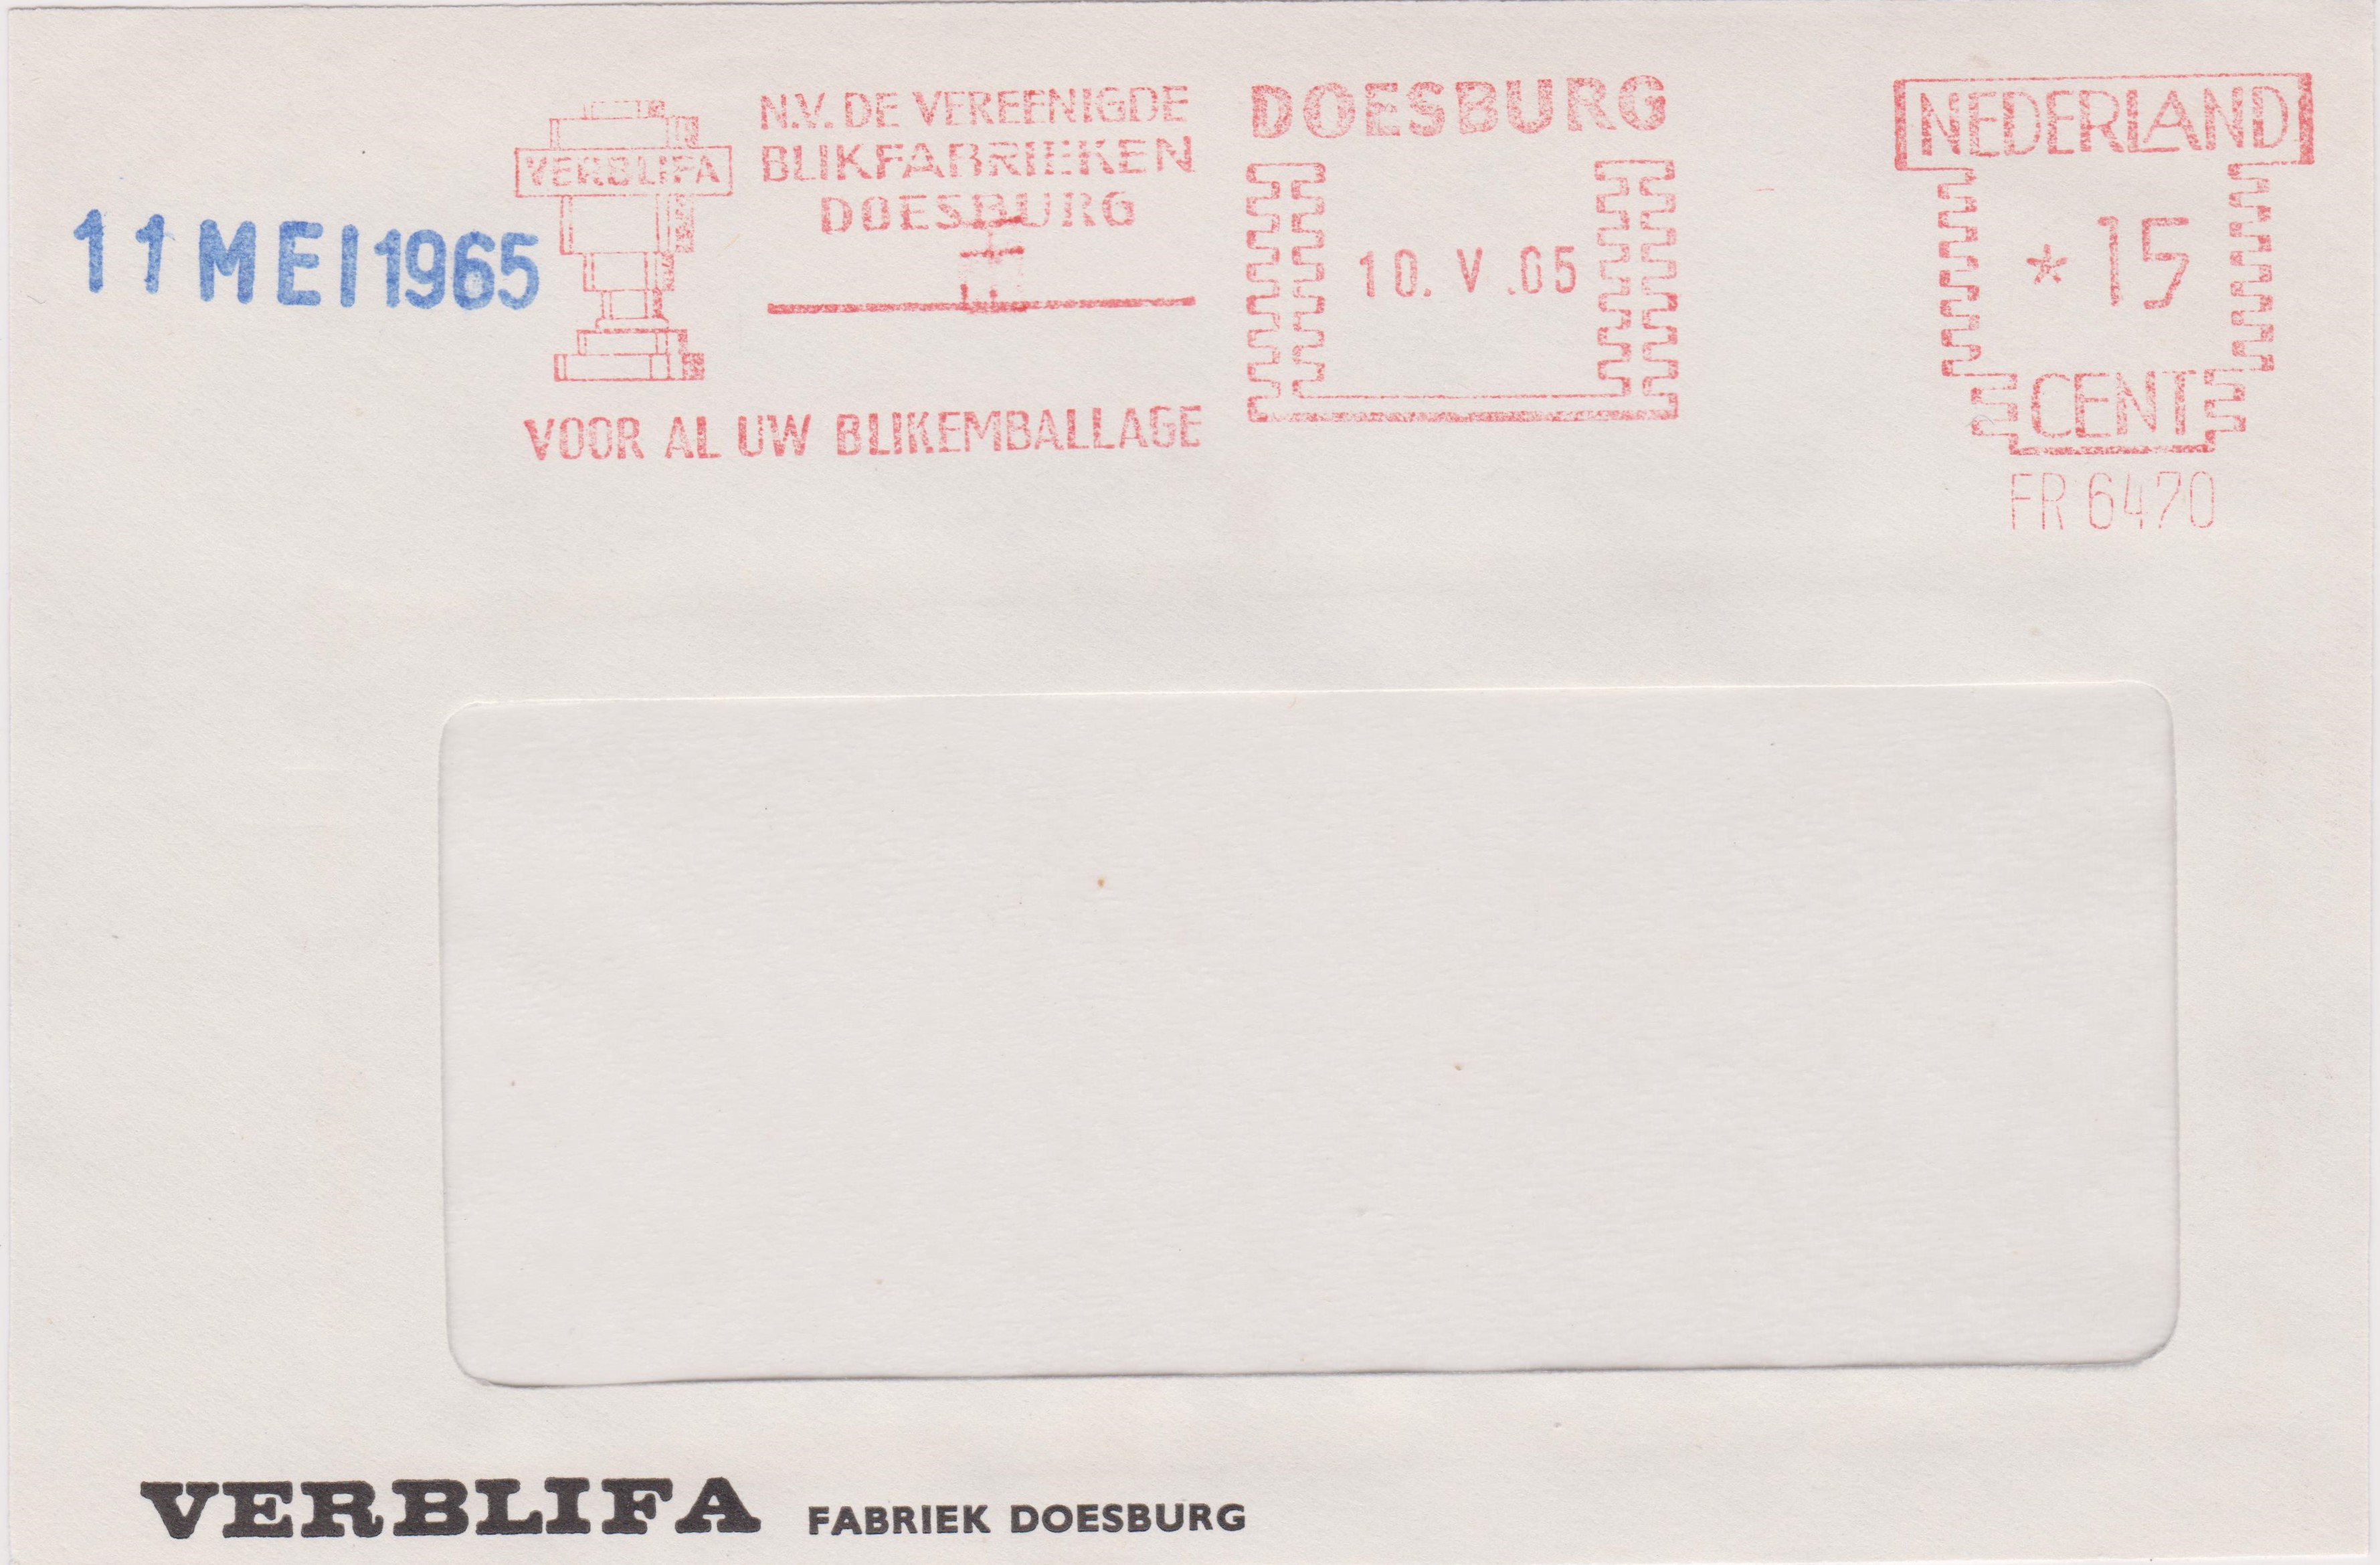 11 MEI 1965
VERBLIFA
N.V. DE VEREENIGDE
BLIKFABRIEKEN
DOESBURG
VOOR AL UW BLIKEMBALLAGE
DOESBURG
10. V .05
NEDERLAND
* 15
CENT
FR 6470
VERBLIFA FABRIEK DOESBURG